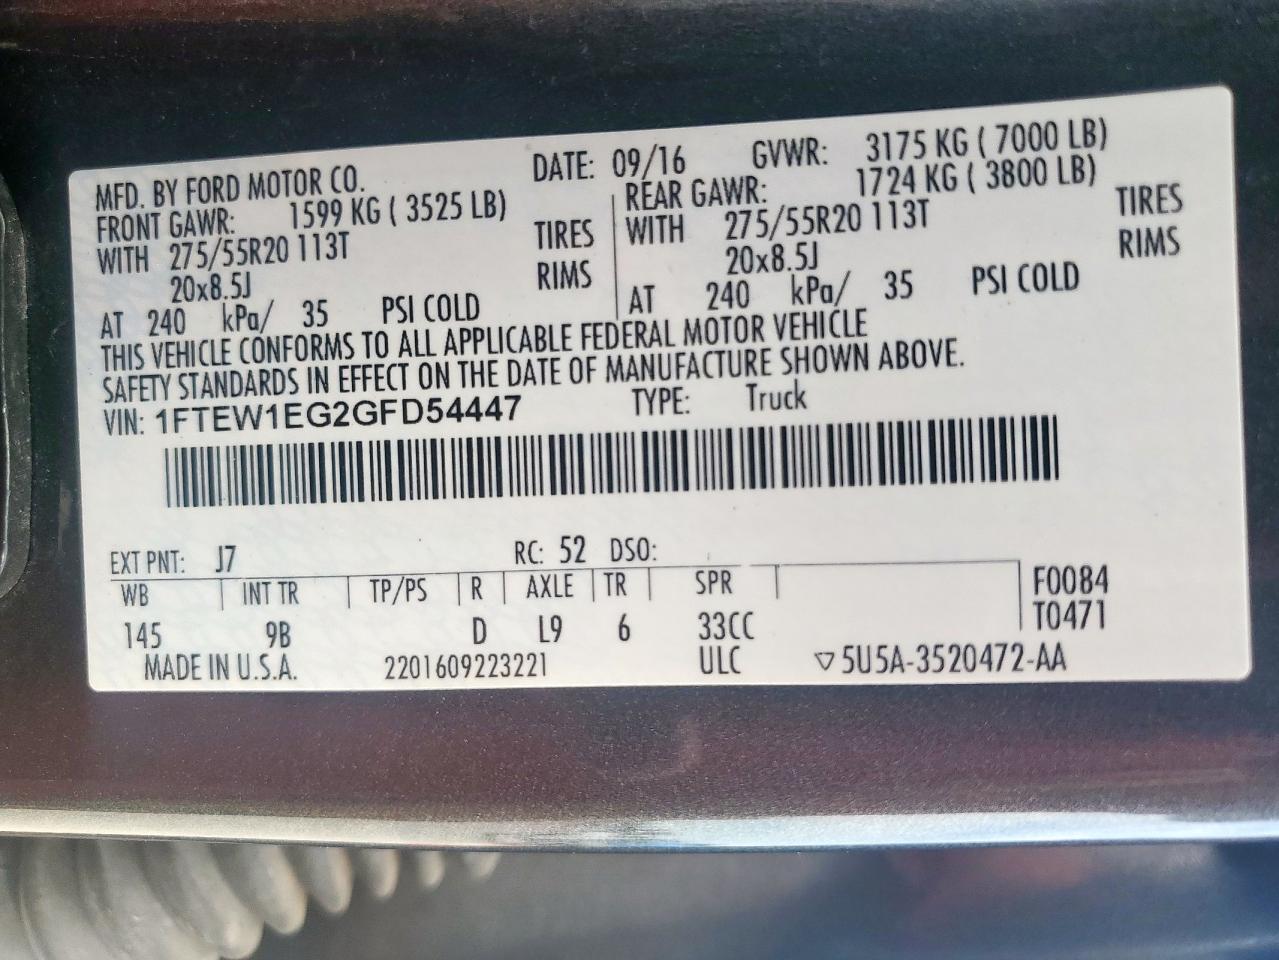 MFD. BY FORD MOTOR CO. DATE: 09/16 GVWR: 3175 KG ( 7000 LB)
FRONT GAWR: 1599 KG ( 3525 LB) REAR GAWR: 1724 KG ( 3800 LB)
WITH 275/55R20 113T TIRES WITH 275/55R20 113T TIRES
20x8.5J RIMS 20x8.5J RIMS
AT 240 kPa/ 35 PSI COLD AT 240 kPa/ 35 PSI COLD
THIS VEHICLE CONFORMS TO ALL APPLICABLE FEDERAL MOTOR VEHICLE
SAFETY STANDARDS IN EFFECT ON THE DATE OF MANUFACTURE SHOWN ABOVE.
VIN: 1FTEW1EG2GFD54447 TYPE: Truck
EXT PNT: J7 RC: 52 DSO:
WB INT TR TP/PS R AXLE TR SPR F0084
145 9B D L9 6 33CC T0471
MADE IN U.S.A. 2201609223221 ULC ▽5U5A-3520472-AA